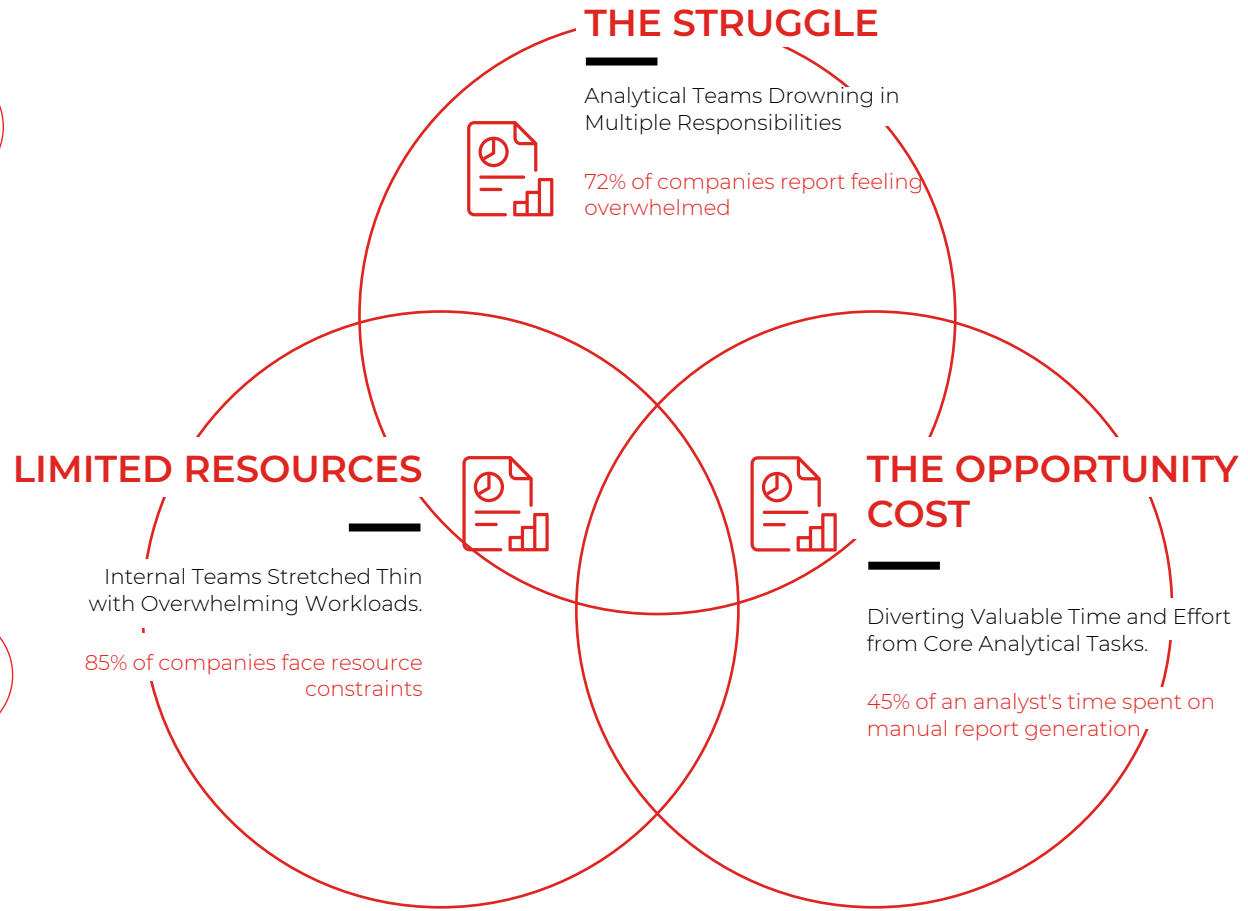 THE STRUGGLE
Analytical Teams Drowning in
Multiple Responsibilities
72% of companies report feeling
overwhelmed
LIMITED RESOURCES
Internal Teams Stretched Thin
with Overwhelming Workloads.
85% of companies face resource
constraints
THE OPPORTUNITY
COST
Diverting Valuable Time and Effort
from Core Analytical Tasks.
45% of an analyst's time spent on
manual report generation